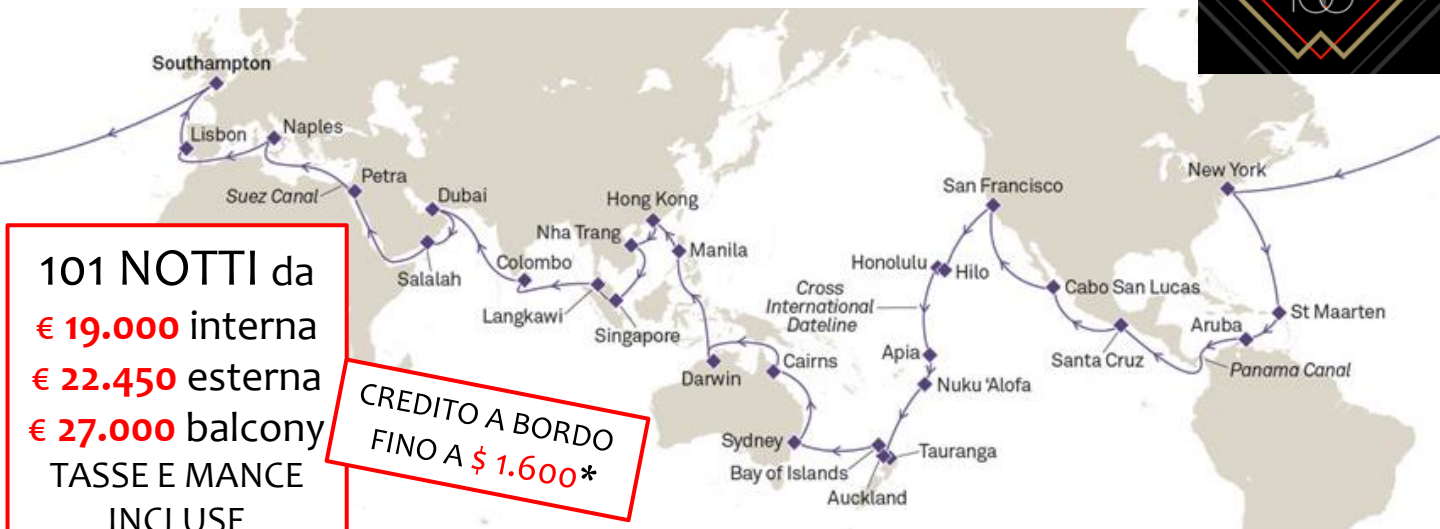 100
Southampton
Lisbon
Naples
Suez Canal
Petra
Dubai
Salalah
Colombo
Langkawi
Singapore
Nha Trang
Hong Kong
Manila
Darwin
Cairns
Sydney
Bay of Islands
Auckland
Tauranga
Nuku ‘Alofa
Apia
Cross
International
Dateline
Honolulu
Hilo
San Francisco
Cabo San Lucas
Santa Cruz
Panama Canal
Aruba
St Maarten
New York
101 NOTTI da
€ 19.000 interna
€ 22.450 esterna
€ 27.000 balcony
TASSE E MANCE
INCLUSE
CREDITO A BORDO
FINO A $ 1.600*